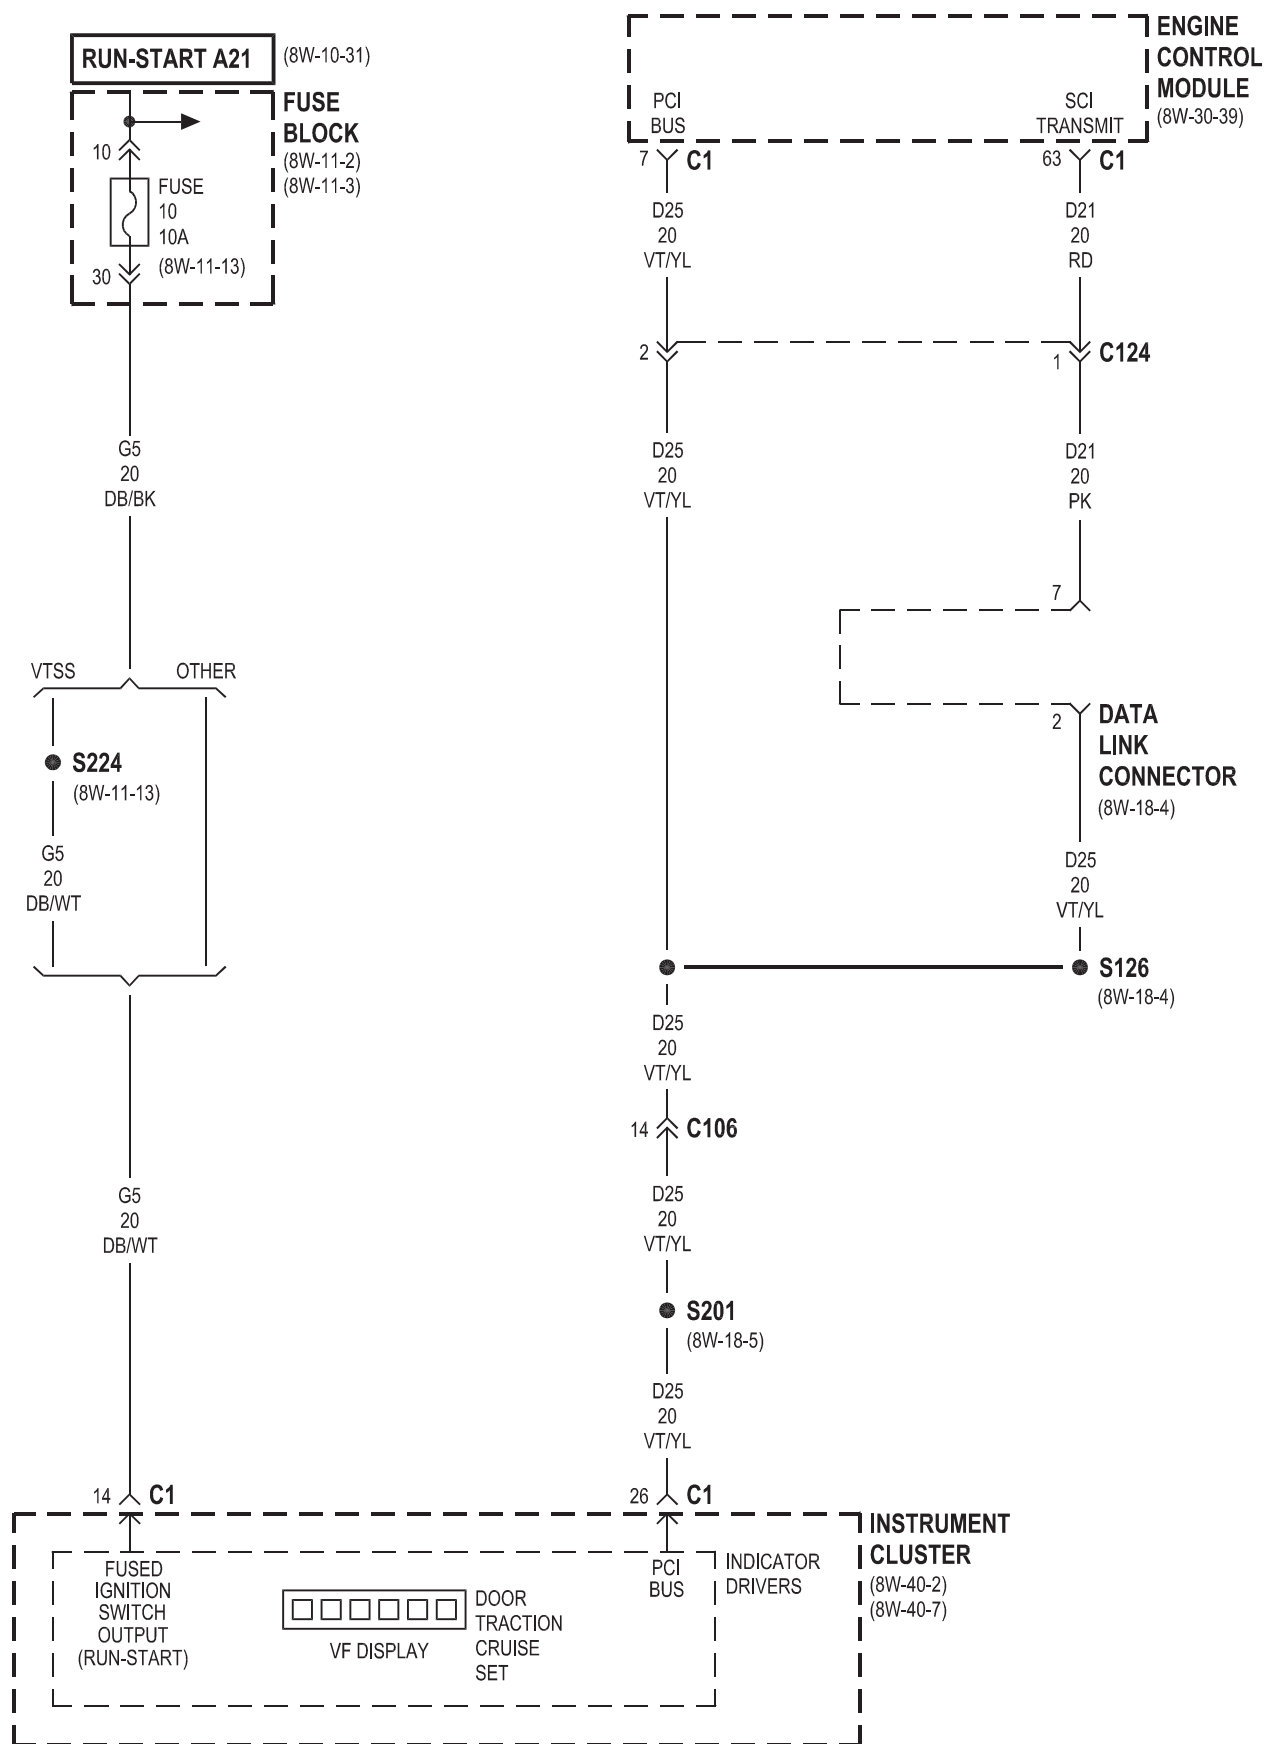 RUN-START A21
(8W-10-31)
FUSE
BLOCK
(8W-11-2)
(8W-11-3)
10
FUSE
10
10A
(8W-11-13)
30
G5
20
DB/BK
VTSS
OTHER
S224
(8W-11-13)
G5
20
DB/WT
G5
20
DB/WT
14
C1
ENGINE
CONTROL
MODULE
(8W-30-39)
PCI
BUS
SCI
TRANSMIT
7
C1
63
C1
D25
20
VT/YL
D21
20
RD
2
1
C124
D25
20
VT/YL
D21
20
PK
7
2
DATA
LINK
CONNECTOR
(8W-18-4)
D25
20
VT/YL
S126
(8W-18-4)
D25
20
VT/YL
14
C106
D25
20
VT/YL
S201
(8W-18-5)
D25
20
VT/YL
26
C1
INSTRUMENT
CLUSTER
(8W-40-2)
(8W-40-7)
FUSED
IGNITION
SWITCH
OUTPUT
(RUN-START)
VF DISPLAY
DOOR
TRACTION
CRUISE
SET
PCI
BUS
INDICATOR
DRIVERS